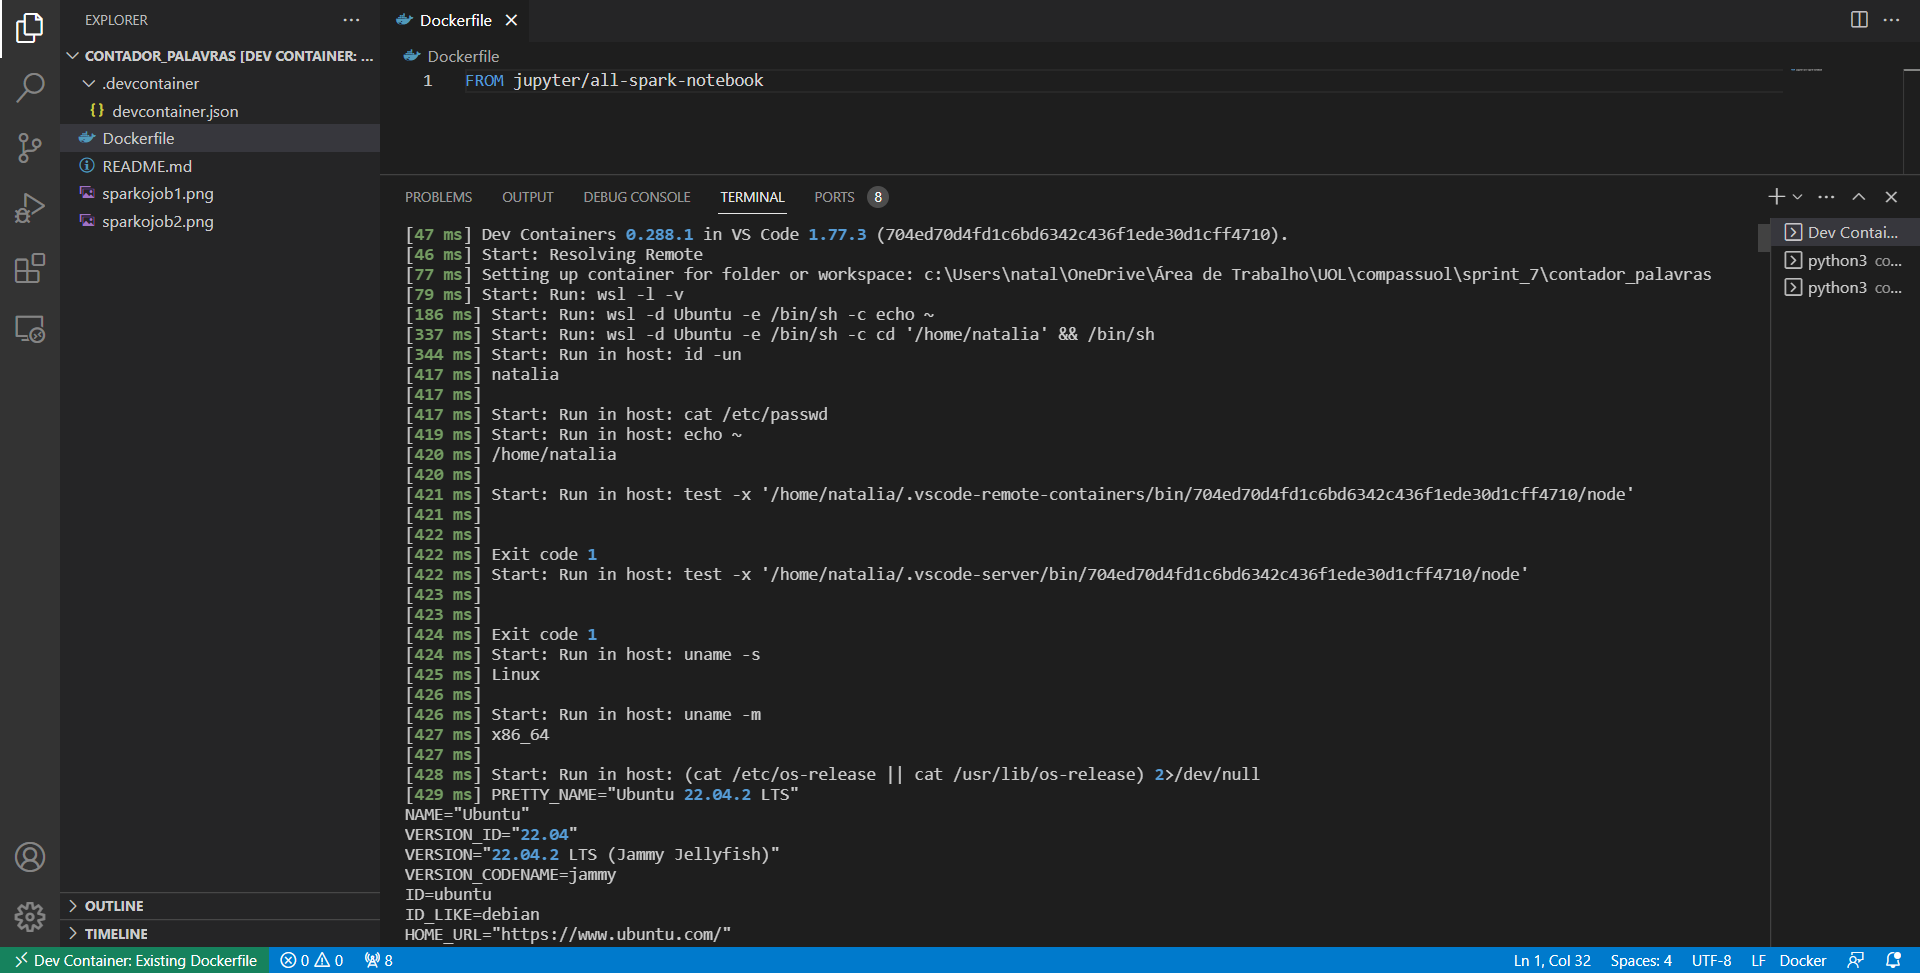 EXPLORER
CONTADOR_PALAVRAS [DEV CONTAINER: ...
.devcontainer
{} devcontainer.json
Dockerfile
README.md
sparkojob1.png
sparkojob2.png
OUTLINE
TIMELINE
Dockerfile
Dockerfile
1 FROM jupyter/all-spark-notebook
PROBLEMS OUTPUT DEBUG CONSOLE TERMINAL PORTS 8
[47 ms] Dev Containers 0.288.1 in VS Code 1.77.3 (704ed70d4fd1c6bd6342c436f1ede30d1cff4710).
[46 ms] Start: Resolving Remote
[77 ms] Setting up container for folder or workspace: c:\Users\natal\OneDrive\Área de Trabalho\UOL\compassuol\sprint_7\contador_palavras
[79 ms] Start: Run: wsl -l -v
[186 ms] Start: Run: wsl -d Ubuntu -e /bin/sh -c echo ~
[337 ms] Start: Run: wsl -d Ubuntu -e /bin/sh -c cd '/home/natalia' && /bin/sh
[344 ms] Start: Run in host: id -un
[417 ms] natalia
[417 ms]
[417 ms] Start: Run in host: cat /etc/passwd
[419 ms] Start: Run in host: echo ~
[420 ms] /home/natalia
[420 ms]
[421 ms] Start: Run in host: test -x '/home/natalia/.vscode-remote-containers/bin/704ed70d4fd1c6bd6342c436f1ede30d1cff4710/node'
[421 ms]
[422 ms]
[422 ms] Exit code 1
[422 ms] Start: Run in host: test -x '/home/natalia/.vscode-server/bin/704ed70d4fd1c6bd6342c436f1ede30d1cff4710/node'
[423 ms]
[423 ms]
[424 ms] Exit code 1
[424 ms] Start: Run in host: uname -s
[425 ms] Linux
[426 ms]
[426 ms] Start: Run in host: uname -m
[427 ms] x86_64
[427 ms]
[428 ms] Start: Run in host: (cat /etc/os-release || cat /usr/lib/os-release) 2>/dev/null
[429 ms] PRETTY_NAME="Ubuntu 22.04.2 LTS"
NAME="Ubuntu"
VERSION_ID="22.04"
VERSION="22.04.2 LTS (Jammy Jellyfish)"
VERSION_CODENAME=jammy
ID=ubuntu
ID_LIKE=debian
HOME_URL="https://www.ubuntu.com/"
Dev Contai...
python3 co...
python3 co...
Dev Container: Existing Dockerfile 0 0 8 Ln 1, Col 32 Spaces: 4 UTF-8 LF Docker